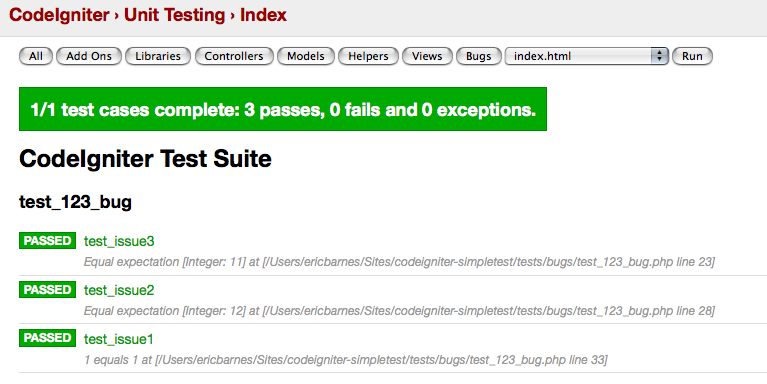 CodeIgniter › Unit Testing › Index
All Add Ons Libraries Controllers Models Helpers Views Bugs index.html Run
1/1 test cases complete: 3 passes, 0 fails and 0 exceptions.
CodeIgniter Test Suite
test_123_bug
PASSED test_issue3
Equal expectation [Integer: 11] at [/Users/ericbarnes/Sites/codeigniter-simpletest/tests/bugs/test_123_bug.php line 23]
PASSED test_issue2
Equal expectation [Integer: 12] at [/Users/ericbarnes/Sites/codeigniter-simpletest/tests/bugs/test_123_bug.php line 28]
PASSED test_issue1
1 equals 1 at [/Users/ericbarnes/Sites/codeigniter-simpletest/tests/bugs/test_123_bug.php line 33]